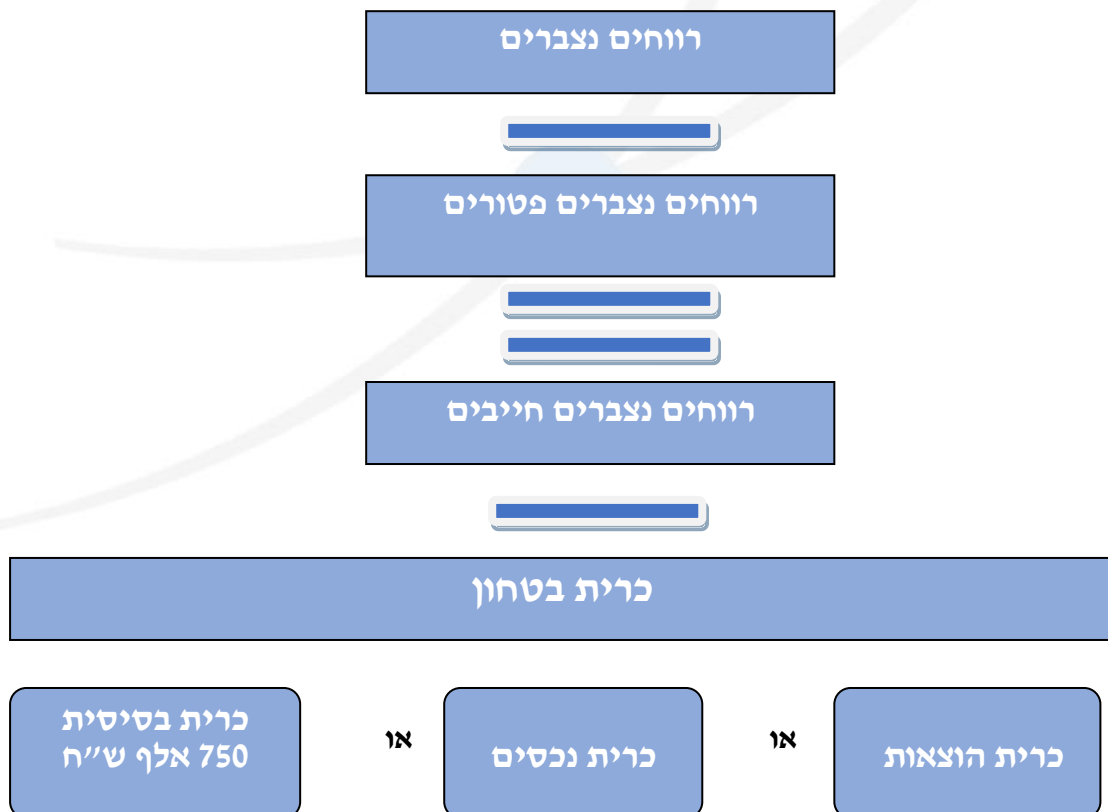 רווחים נצברים
רווחים נצברים פטורים
רווחים נצברים חייבים
כרית בטחון
כרית הוצאות
או
כרית נכסים
או
כרית בסיסית
750 אלף ש״ח